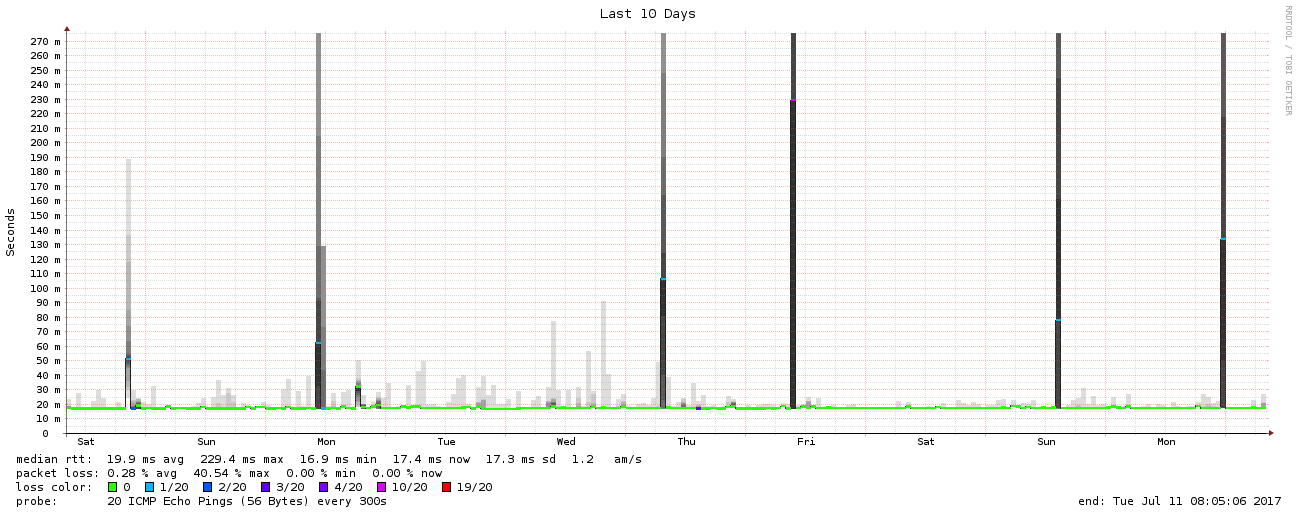 Last 10 Days
RRDTOOL / TOBI OETIKER
Seconds
270 m
260 m
250 m
240 m
230 m
220 m
210 m
200 m
190 m
180 m
170 m
160 m
150 m
140 m
130 m
120 m
110 m
100 m
90 m
80 m
70 m
60 m
50 m
40 m
30 m
20 m
10 m
0
Sat Sun Mon Tue Wed Thu Fri Sat Sun Mon
median rtt: 19.9 ms avg 229.4 ms max 16.9 ms min 17.4 ms now 17.3 ms sd 1.2 am/s
packet loss: 0.28 % avg 40.54 % max 0.00 % min 0.00 % now
loss color: 0 1/20 2/20 3/20 4/20 10/20 19/20
probe: 20 ICMP Echo Pings (56 Bytes) every 300s end: Tue Jul 11 08:05:06 2017